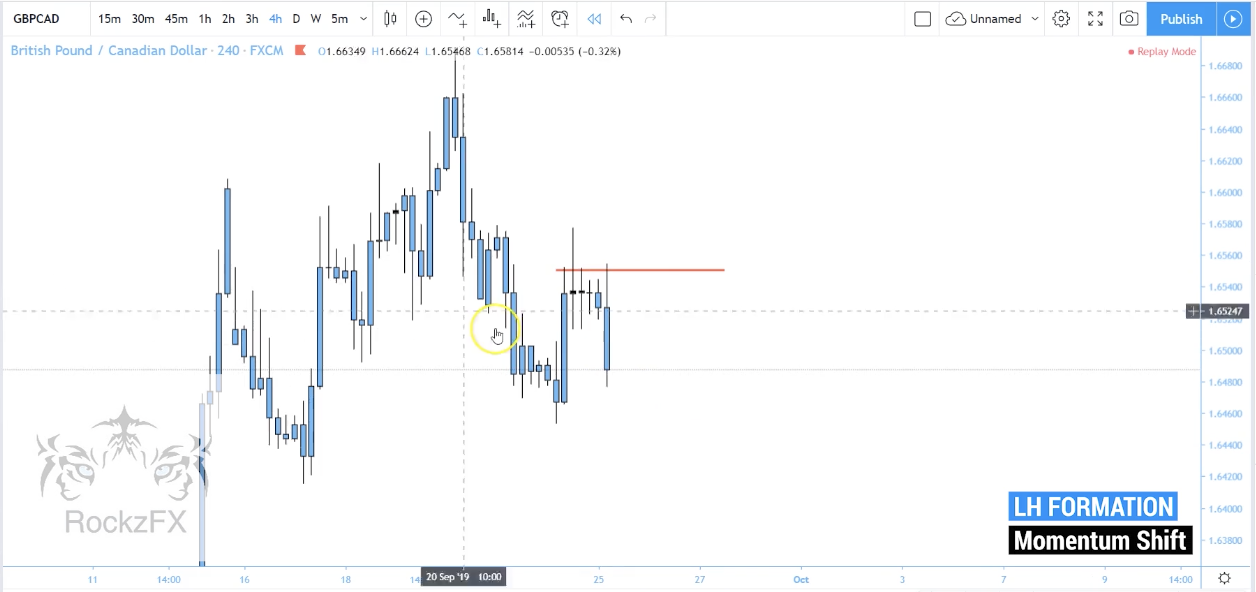 GBPCAD 15m 30m 45m 1h 2h 3h 4h D W 5m Unnamed Publish
British Pound / Canadian Dollar · 240 · FXCM O1.66349 H1.66624 L1.65468 C1.65814 −0.00535 (−0.32%)
Replay Mode
1.66800
1.66600
1.66400
1.66200
1.66000
1.65800
1.65600
1.65400
1.65247
1.65000
1.64800
1.64600
1.64400
1.64200
1.64000
1.63800
RockzFX
LH FORMATION
Momentum Shift
11 14:00 16 18 20 Sep '19 10:00 25 27 Oct 3 7 9 14:00